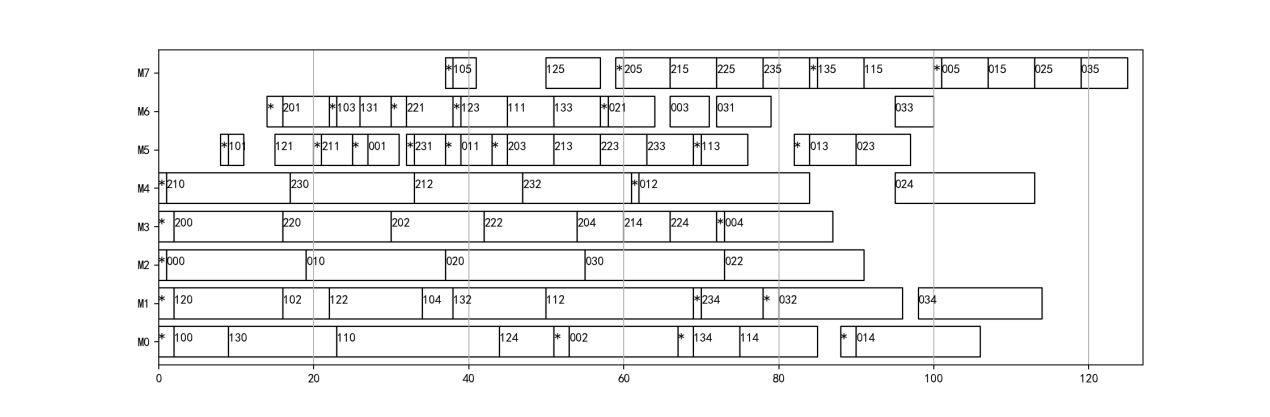 M7 * 105 125 * 205 215 225 235 * 135 115 * 005 015 025 035
M6 * 201 * 103 131 * 221 * 123 111 133 * 021 003 031 033
M5 * 101 121 * 211 * 001 * 231 * 011 * 203 213 223 233 * 113 * 013 023
M4 * 210 230 212 232 * 012 024
M3 * 200 220 202 222 204 214 224 * 004
M2 * 000 010 020 030 022
M1 * 120 102 122 104 132 112 * 234 * 032 034
M0 * 100 130 110 124 * 002 * 134 114 * 014
0 20 40 60 80 100 120